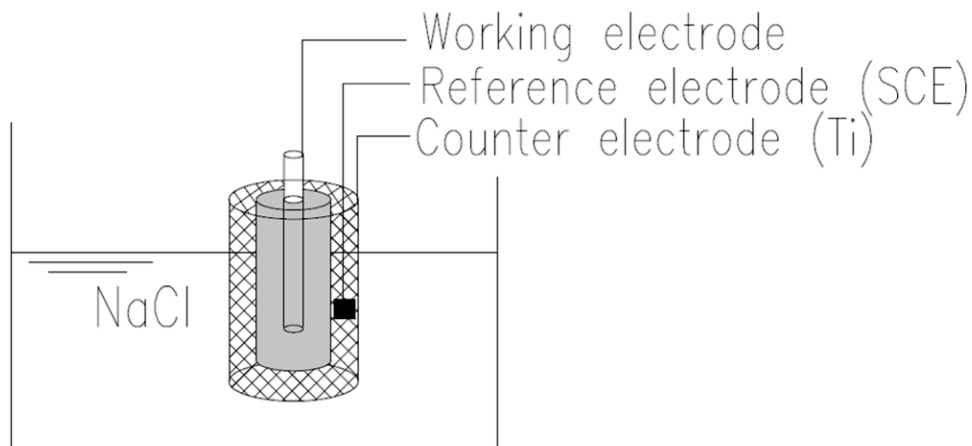 Working electrode
Reference electrode (SCE)
Counter electrode (Ti)
NaCl